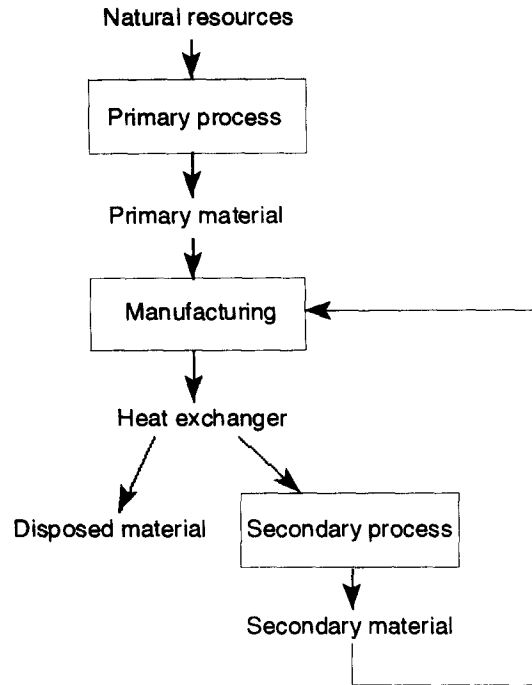 Natural resources
Primary process
Primary material
Manufacturing
Heat exchanger
Disposed material
Secondary process
Secondary material